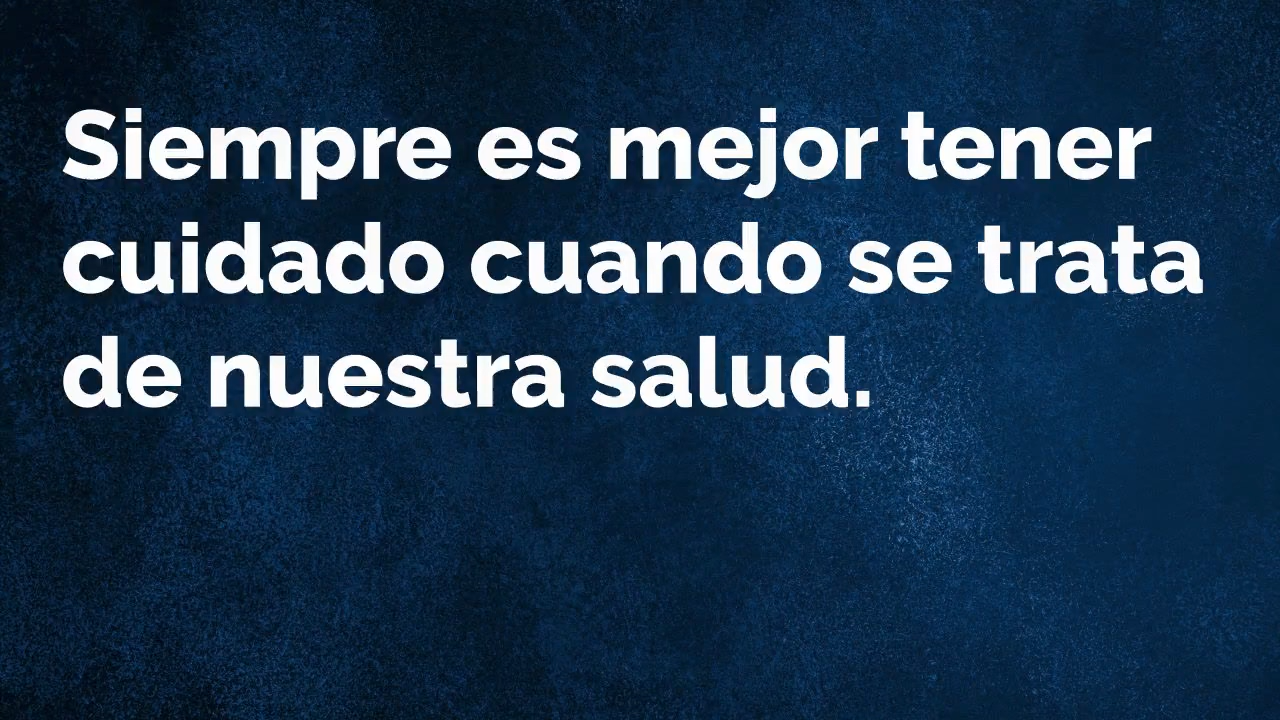 Siempre es mejor tener
cuidado cuando se trata
de nuestra salud.